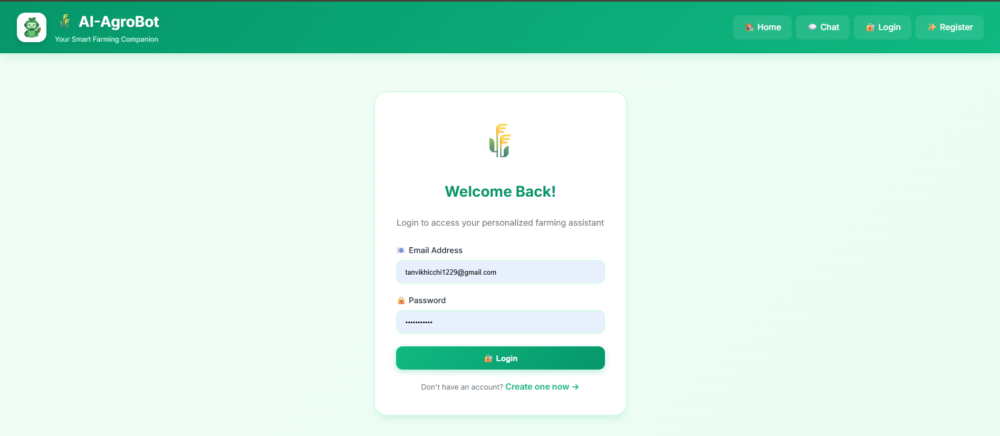 AI-AgroBot
Your Smart Farming Companion
Home
Chat
Login
Register
Welcome Back!
Login to access your personalized farming assistant
Email Address
tanvikhicchi1229@gmail.com
Password
•••••••••••
Login
Don't have an account? Create one now →